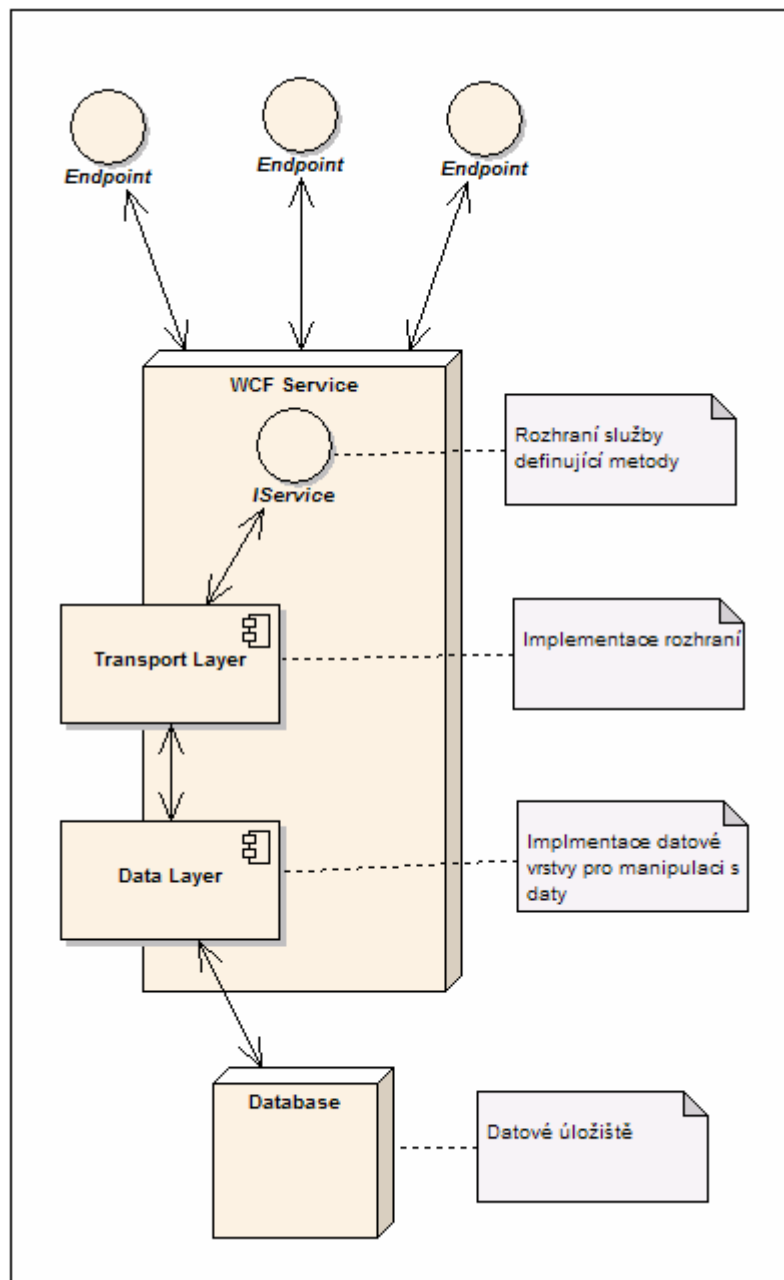 Endpoint
Endpoint
Endpoint
WCF Service
IService
Rozhraní služby
definující metody
Transport Layer
Implementace rozhraní
Data Layer
Implmentace datové
vrstvy pro manipulaci s
daty
Database
Datové úložiště